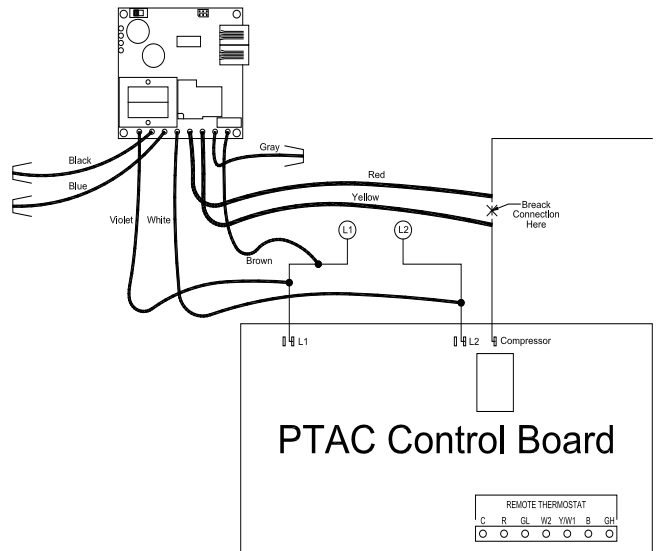 Gray
Black
Red
Blue
Yellow
Breack
Connection
Here
Violet
White
L1
L2
Brown
L1
L2
Compressor
PTAC Control Board
REMOTE THERMOSTAT
C R GL W2 Y/W1 B GH